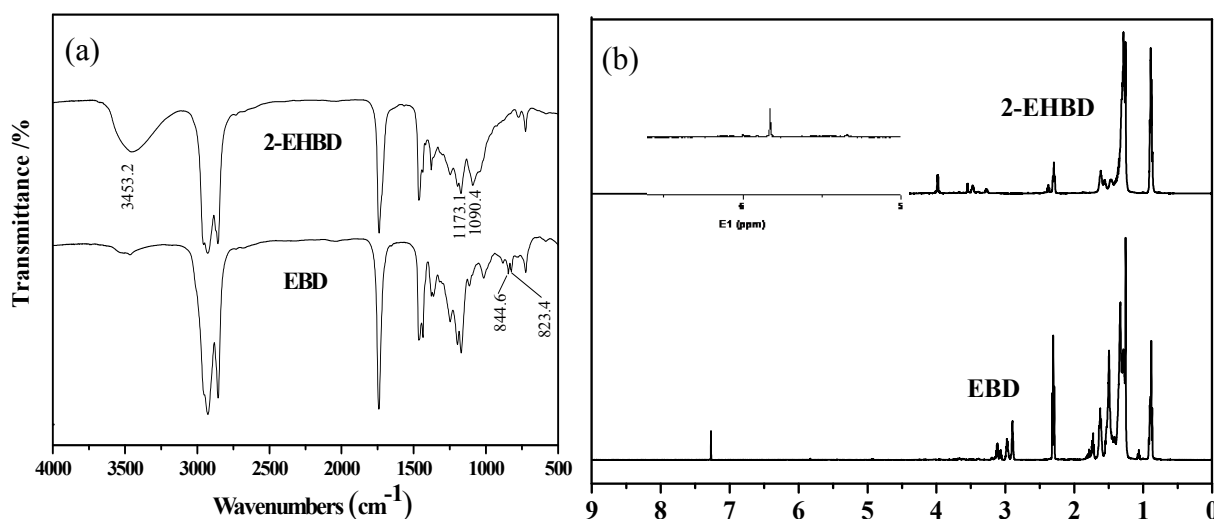 (a)
Transmittance /%
2-EHBD
3453.2
1173.1
1090.4
EBD
844.6
823.4
4000 3500 3000 2500 2000 1500 1000 500
Wavenumbers (cm-1)
(b)
2-EHBD
6 5
E1 (ppm)
EBD
9 8 7 6 5 4 3 2 1 0